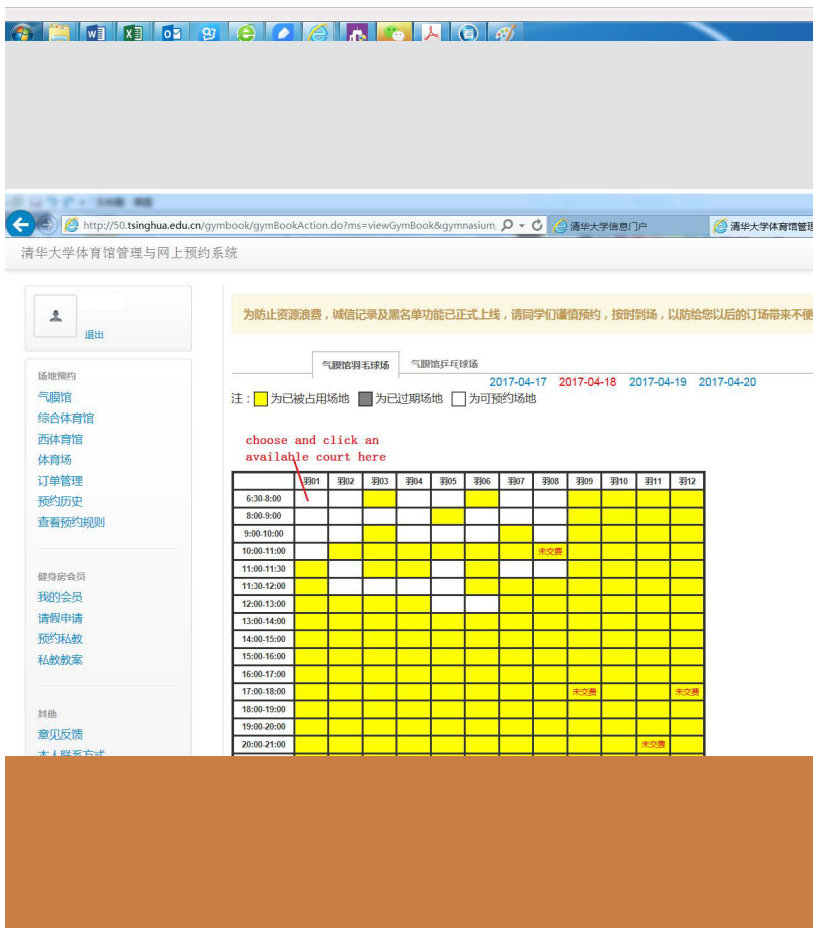 http://50.tsinghua.edu.cn/gymbook/gymBookAction.do?ms=viewGymBook&gymnasium
清华大学信息门户
清华大学体育馆管理
清华大学体育馆管理与网上预约系统
退出
为防止资源浪费，诚信记录及黑名单功能已正式上线，请同学们谨慎预约，按时到场，以防给您以后的订场带来不便
气膜馆羽毛球场 气膜馆乒乓球场
2017-04-17 2017-04-18 2017-04-19 2017-04-20
注： 为已被占用场地 为已过期场地 为可预约场地
场地预约
气膜馆
综合体育馆
西体育馆
体育场
订单管理
预约历史
查看预约规则
健身房会员
我的会员
请假申请
预约私教
私教教案
其他
意见反馈
本人联系方式
choose and click an
available court here
羽01 羽02 羽03 羽04 羽05 羽06 羽07 羽08 羽09 羽10 羽11 羽12
6:30-8:00
8:00-9:00
9:00-10:00
10:00-11:00 未交费
11:00-11:30
11:30-12:00
12:00-13:00
13:00-14:00
14:00-15:00
15:00-16:00
16:00-17:00
17:00-18:00 未交费 未交费
18:00-19:00
19:00-20:00
20:00-21:00 未交费